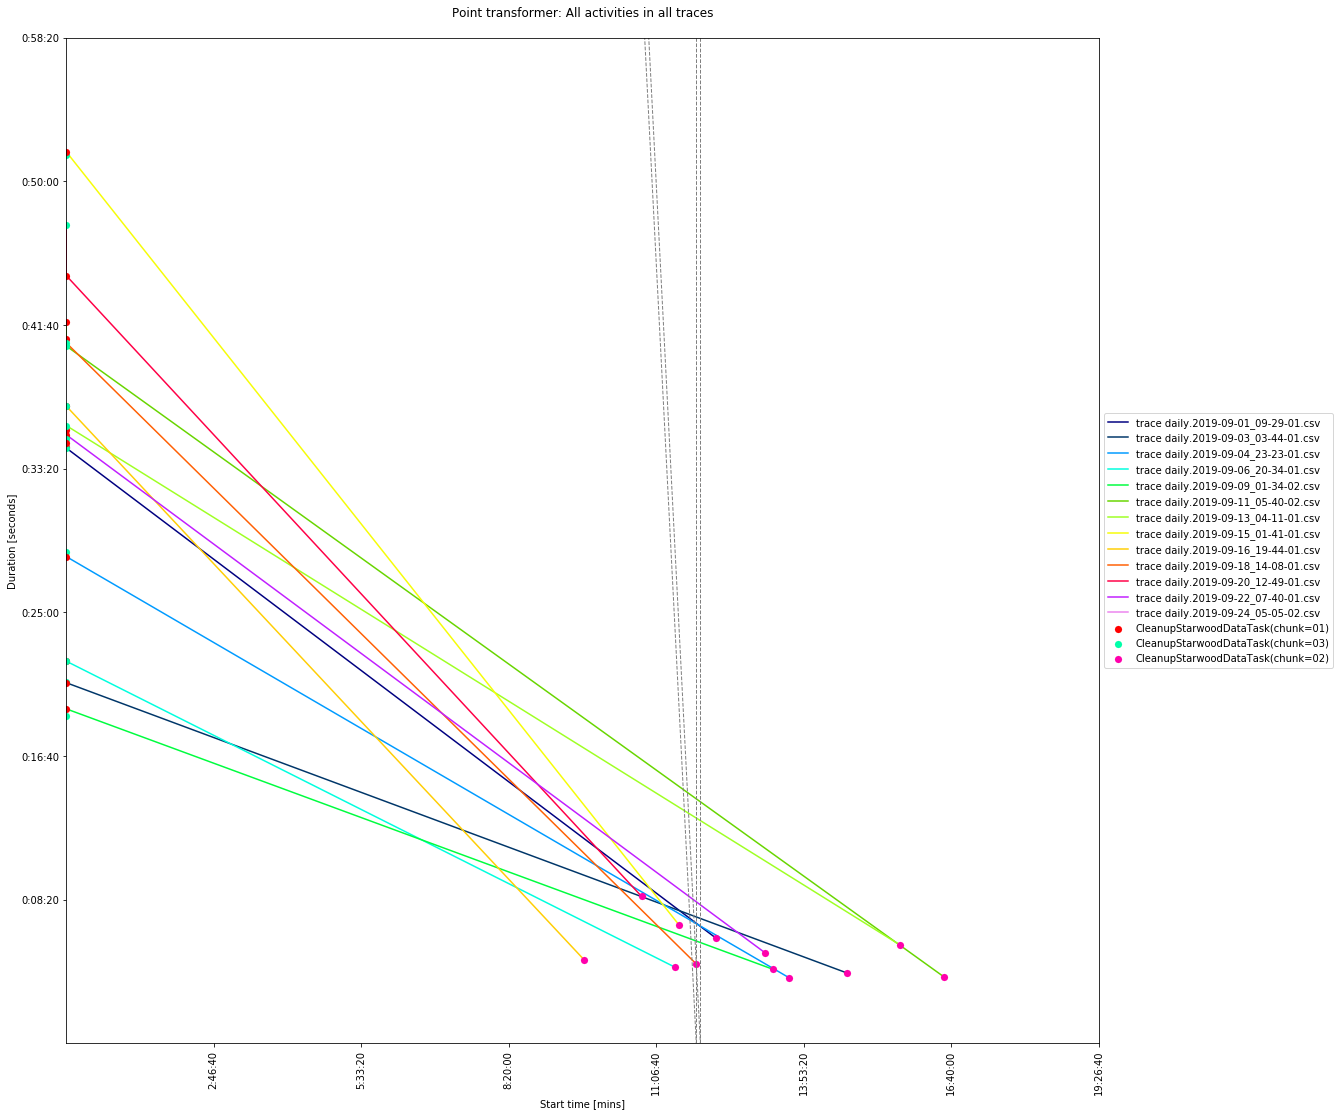 Point transformer: All activities in all traces
0:58:20
0:50:00
0:41:40
0:33:20
0:25:00
0:16:40
0:08:20
Duration [seconds]
2:46:40
5:33:20
8:20:00
11:06:40
13:53:20
16:40:00
19:26:40
Start time [mins]
trace daily.2019-09-01_09-29-01.csv
trace daily.2019-09-03_03-44-01.csv
trace daily.2019-09-04_23-23-01.csv
trace daily.2019-09-06_20-34-01.csv
trace daily.2019-09-09_01-34-02.csv
trace daily.2019-09-11_05-40-02.csv
trace daily.2019-09-13_04-11-01.csv
trace daily.2019-09-15_01-41-01.csv
trace daily.2019-09-16_19-44-01.csv
trace daily.2019-09-18_14-08-01.csv
trace daily.2019-09-20_12-49-01.csv
trace daily.2019-09-22_07-40-01.csv
trace daily.2019-09-24_05-05-02.csv
CleanupStarwoodDataTask(chunk=01)
CleanupStarwoodDataTask(chunk=03)
CleanupStarwoodDataTask(chunk=02)